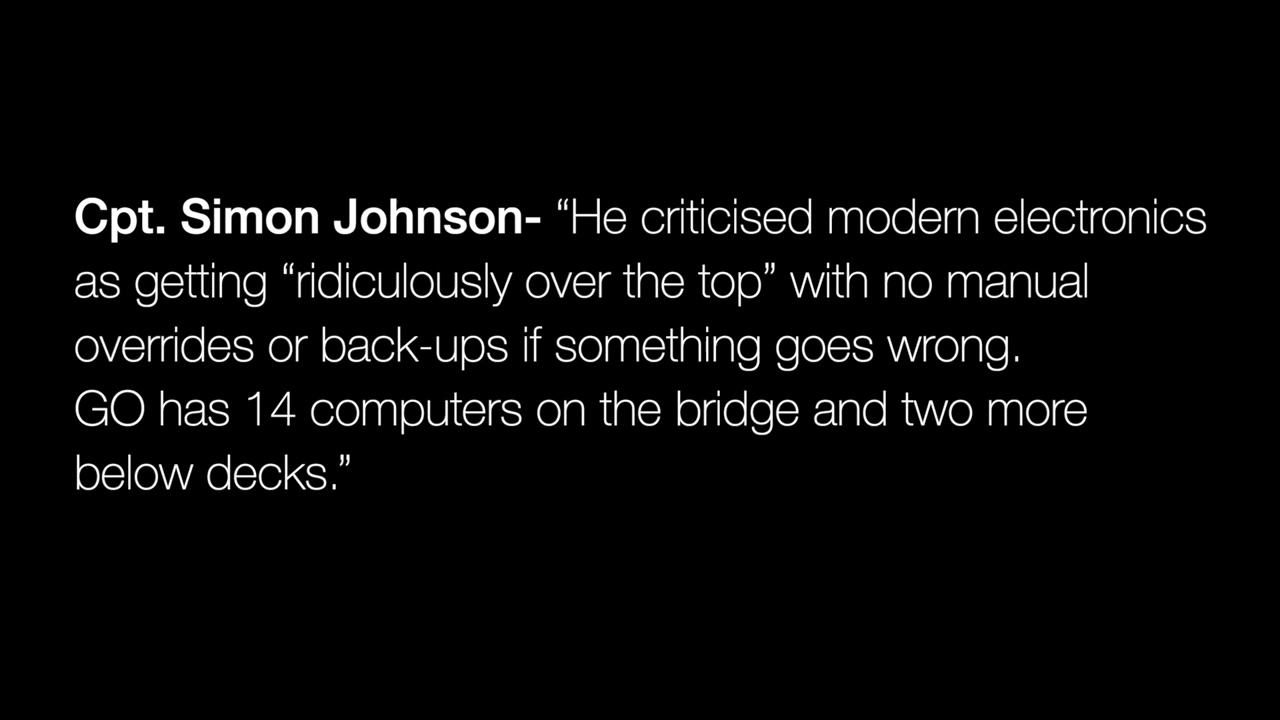 Cpt. Simon Johnson- “He criticised modern electronics
as getting “ridiculously over the top” with no manual
overrides or back-ups if something goes wrong.
GO has 14 computers on the bridge and two more
below decks.”